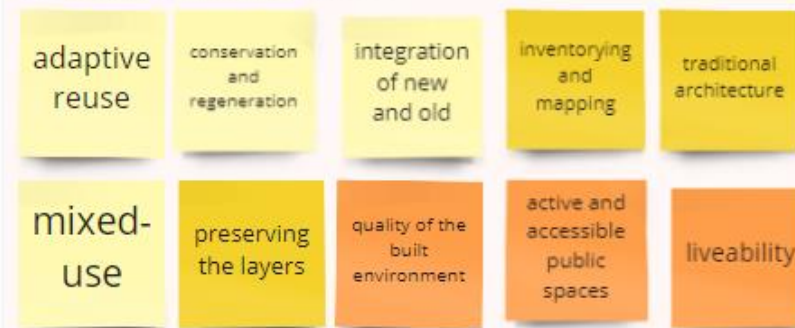 adaptive
reuse
conservation
and
regeneration
integration
of new
and old
inventorying
and
mapping
traditional
architecture
mixed-
use
preserving
the layers
quality of the
built
environment
active and
accessible
public
spaces
liveability